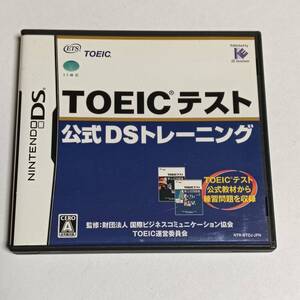 ETS TOEIC.
Published by
TOEIC®テスト
公式DSトレーニング
NINTENDO DS
TOEIC®テスト
公式教材から
練習問題を収録
監修：財団法人 国際ビジネスコミュニケーション協会
TOEIC運営委員会
CERO
A
NTR-BTCJ-JPN